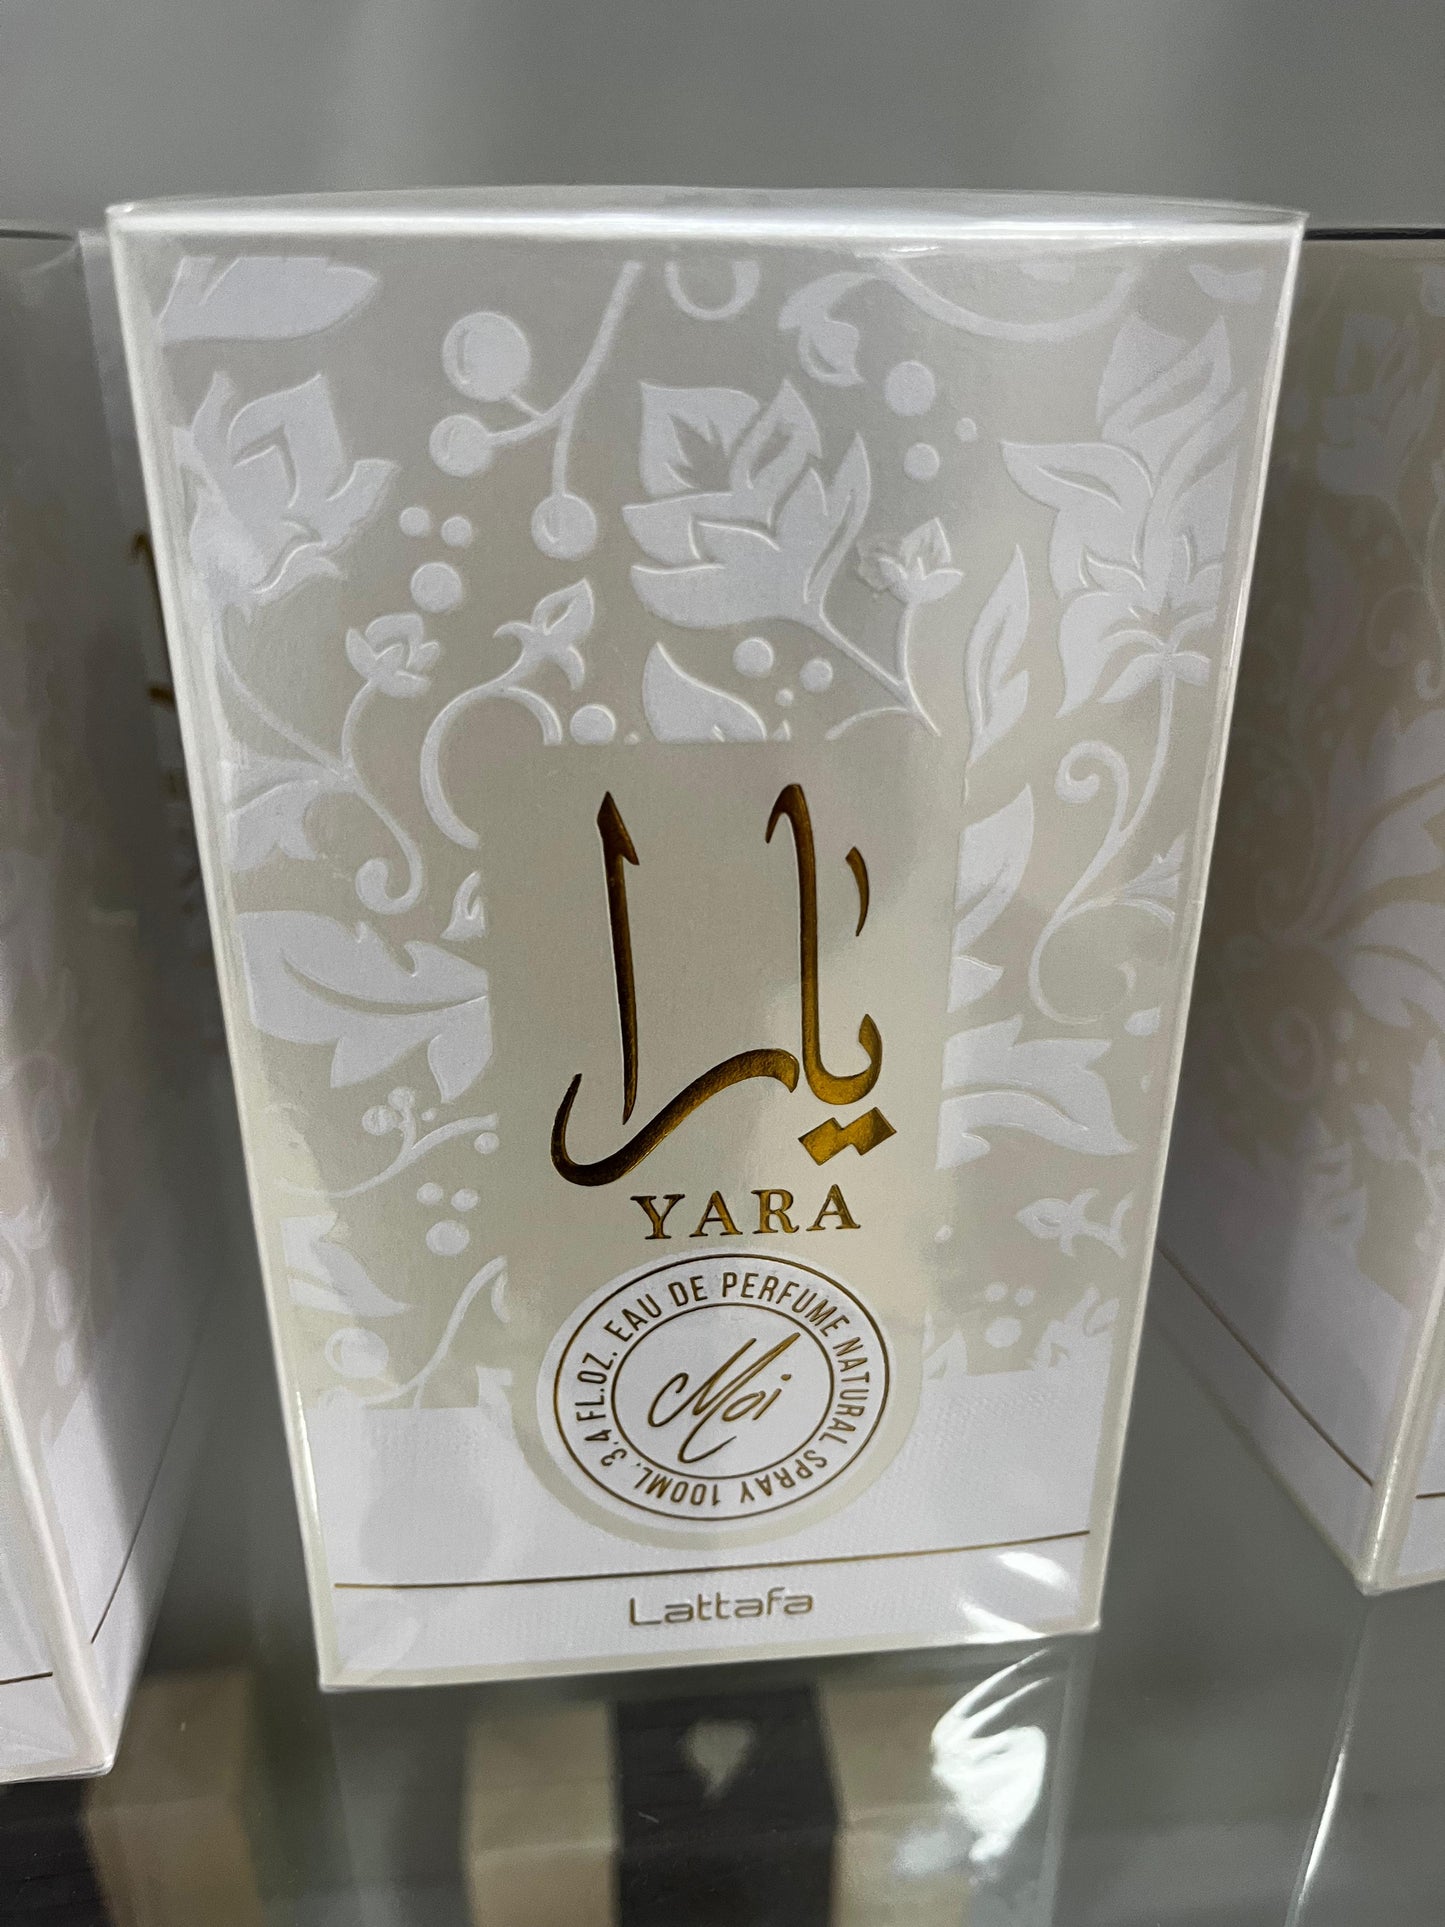 يارا
YARA
EAU DE PERFUME NATURAL SPRAY 100ML. 3,4 FL.OZ.
Moi
Lattafa